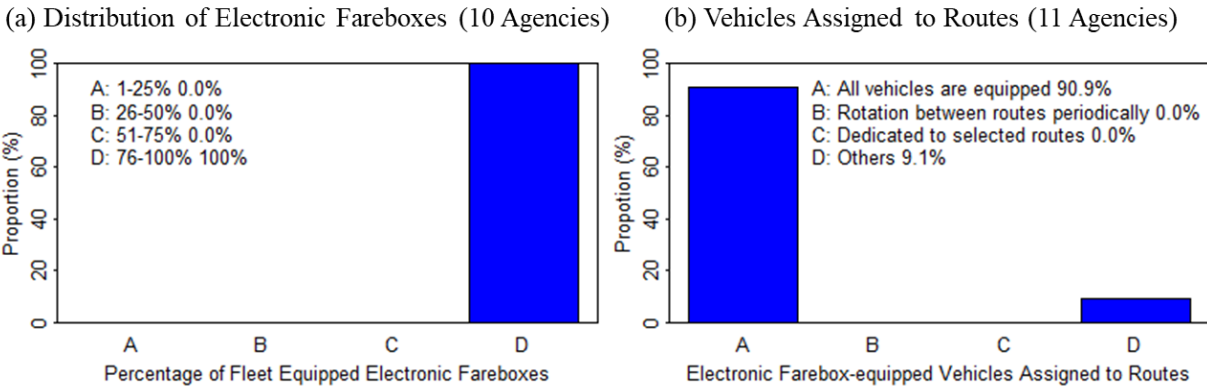 (a) Distribution of Electronic Fareboxes (10 Agencies)
100
80
60
40
20
0
Proportion (%)
A: 1-25% 0.0%
B: 26-50% 0.0%
C: 51-75% 0.0%
D: 76-100% 100%
A B C D
Percentage of Fleet Equipped Electronic Fareboxes
(b) Vehicles Assigned to Routes (11 Agencies)
100
80
60
40
20
0
Propotion (%)
A: All vehicles are equipped 90.9%
B: Rotation between routes periodically 0.0%
C: Dedicated to selected routes 0.0%
D: Others 9.1%
A B C D
Electronic Farebox-equipped Vehicles Assigned to Routes